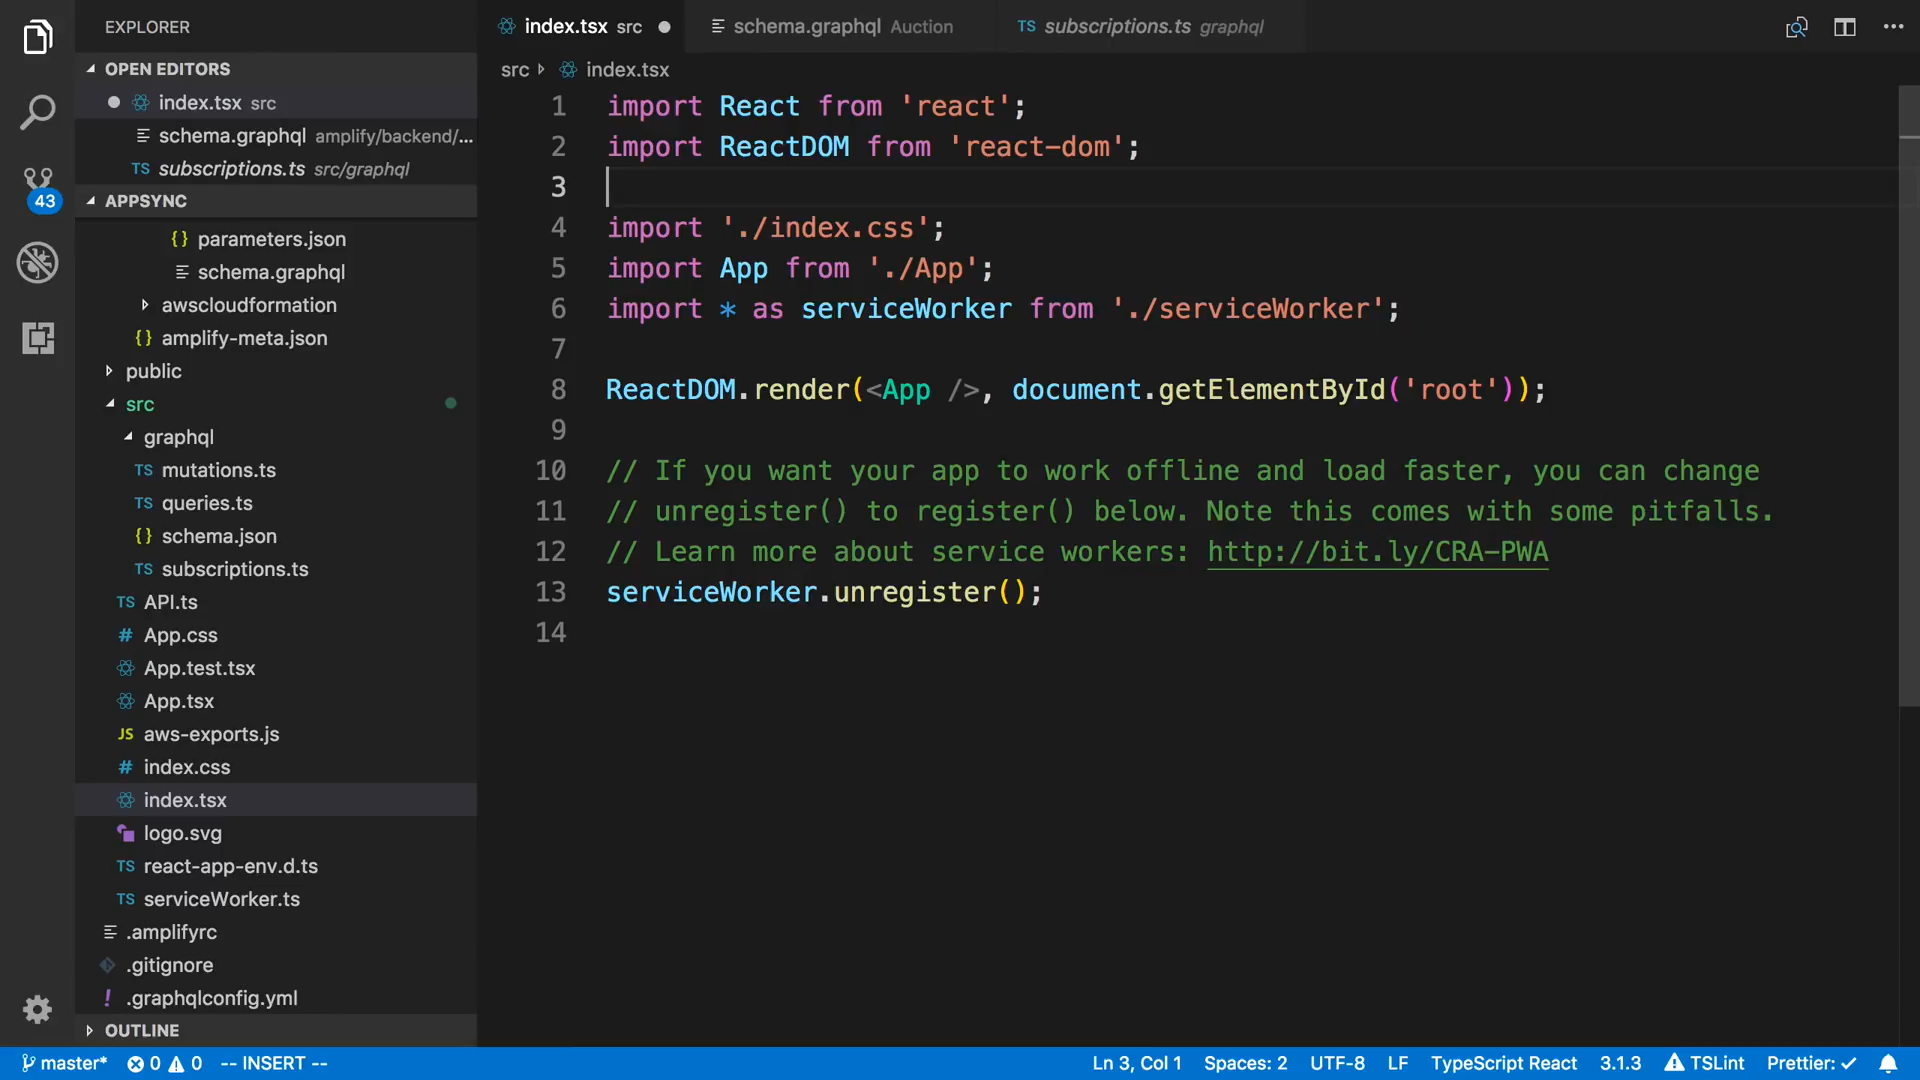 EXPLORER
OPEN EDITORS
index.tsx src
schema.graphql amplify/backend/...
TS subscriptions.ts src/graphql
APPSYNC
{} parameters.json
schema.graphql
awscloudformation
{} amplify-meta.json
public
src
graphql
TS mutations.ts
TS queries.ts
{} schema.json
TS subscriptions.ts
TS API.ts
# App.css
App.test.tsx
App.tsx
JS aws-exports.js
# index.css
index.tsx
logo.svg
TS react-app-env.d.ts
TS serviceWorker.ts
.amplifyrc
.gitignore
! .graphqlconfig.yml
OUTLINE
43
index.tsx src
schema.graphql Auction
TS subscriptions.ts graphql
src index.tsx
1 import React from 'react';
2 import ReactDOM from 'react-dom';
3
4 import './index.css';
5 import App from './App';
6 import * as serviceWorker from './serviceWorker';
7
8 ReactDOM.render(<App />, document.getElementById('root'));
9
10 // If you want your app to work offline and load faster, you can change
11 // unregister() to register() below. Note this comes with some pitfalls.
12 // Learn more about service workers: http://bit.ly/CRA-PWA
13 serviceWorker.unregister();
14
master* 0 0 -- INSERT -- Ln 3, Col 1 Spaces: 2 UTF-8 LF TypeScript React 3.1.3 TSLint Prettier: ✓